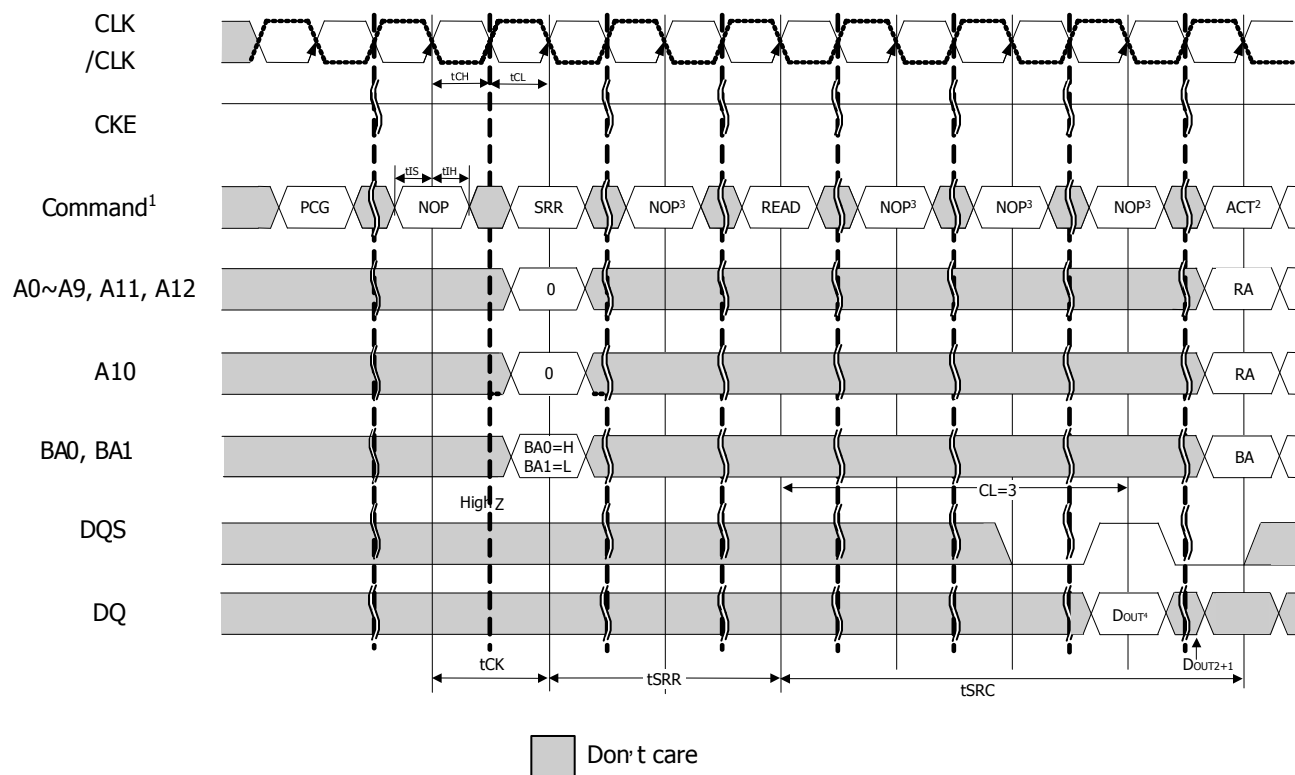 CLK
/CLK
tCH
tCL
CKE
tIS
tIH
Command1
PCG
NOP
SRR
NOP3
READ
NOP3
NOP3
NOP3
ACT2
A0~A9, A11, A12
0
RA
A10
0
RA
BA0, BA1
BA0=H
BA1=L
BA
CL=3
High Z
DQS
DQ
DOUT4
DOUT2+1
tCK
tSRR
tSRC
Don't care